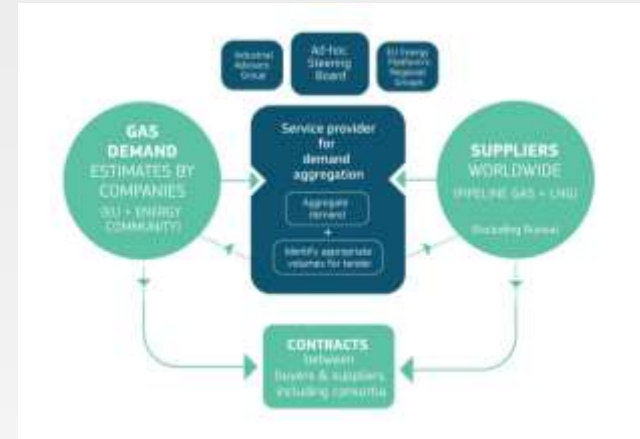 Industrial
Advisory
Group
Ad-hoc
Steering
Board
EU Energy
Platform's
Regional
Groups
GAS
DEMAND
ESTIMATES BY
COMPANIES
(EU + ENERGY
COMMUNITY)
Service provider
for
demand
aggregation
Aggregate
demand
+
Identify appropriate
volumes for tender
SUPPLIERS
WORLDWIDE
(PIPELINE GAS + LNG)
(Excluding Russia)
CONTRACTS
between
buyers & suppliers,
including consortia